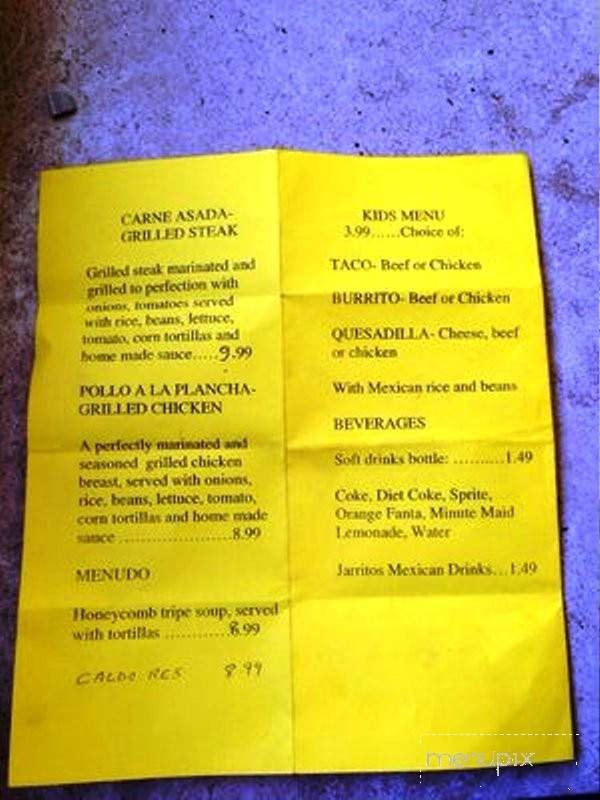 CARNE ASADA-
GRILLED STEAK
Grilled steak marinated and
grilled to perfection with
onions, tomatoes served
with rice, beans, lettuce,
tomato, corn tortillas and
home made sauce.....9.99
POLLO A LA PLANCHA-
GRILLED CHICKEN
A perfectly marinated and
seasoned grilled chicken
breast, served with onions,
rice, beans, lettuce, tomato,
corn tortillas and home made
sauce ......................8.99
MENUDO
Honeycomb tripe soup, served
with tortillas ............8.99
CALDO RES 8.99
KIDS MENU
3.99......Choice of:
TACO- Beef or Chicken
BURRITO- Beef or Chicken
QUESADILLA- Cheese, beef
or chicken
With Mexican rice and beans
BEVERAGES
Soft drinks bottle: ..........1.49
Coke, Diet Coke, Sprite,
Orange Fanta, Minute Maid
Lemonade, Water
Jarritos Mexican Drinks...1.49
menupix